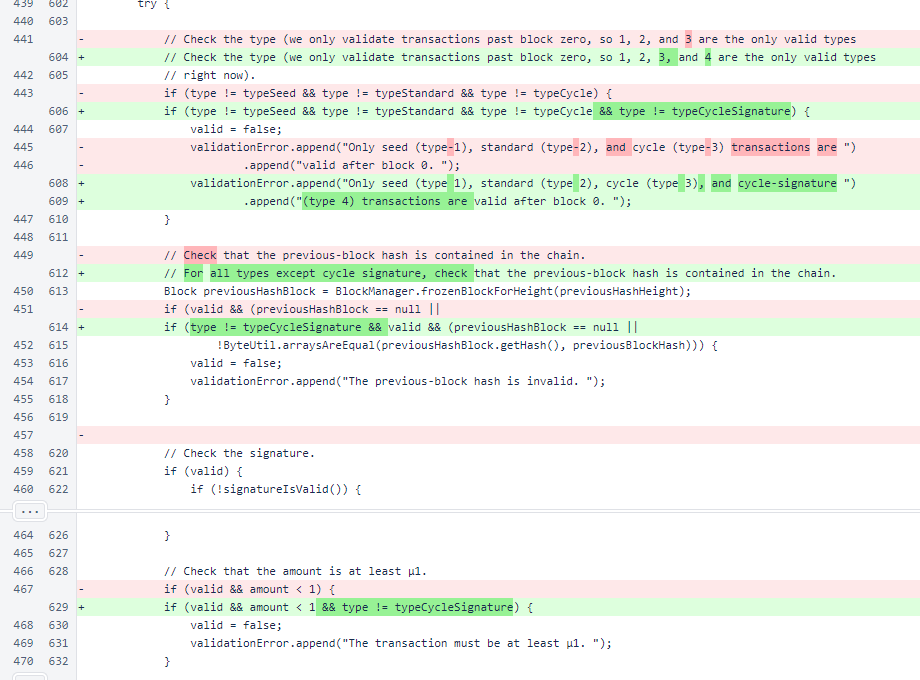 439 602 try {
440 603
441 - // Check the type (we only validate transactions past block zero, so 1, 2, and 3 are the only valid types
604 + // Check the type (we only validate transactions past block zero, so 1, 2, 3, and 4 are the only valid types
442 605 // right now).
443 - if (type != typeSeed && type != typeStandard && type != typeCycle) {
606 + if (type != typeSeed && type != typeStandard && type != typeCycle && type != typeCycleSignature) {
444 607 valid = false;
445 - validationError.append("Only seed (type-1), standard (type-2), and cycle (type-3) transactions are ")
446 - .append("valid after block 0. ");
608 + validationError.append("Only seed (type 1), standard (type 2), cycle (type 3), and cycle-signature ")
609 + .append("(type 4) transactions are valid after block 0. ");
447 610 }
448 611
449 - // Check that the previous-block hash is contained in the chain.
612 + // For all types except cycle signature, check that the previous-block hash is contained in the chain.
450 613 Block previousHashBlock = BlockManager.frozenBlockForHeight(previousHashHeight);
451 - if (valid && (previousHashBlock == null ||
614 + if (type != typeCycleSignature && valid && (previousHashBlock == null ||
452 615 !ByteUtil.arraysAreEqual(previousHashBlock.getHash(), previousBlockHash))) {
453 616 valid = false;
454 617 validationError.append("The previous-block hash is invalid. ");
455 618 }
456 619
457 -
458 620 // Check the signature.
459 621 if (valid) {
460 622 if (!signatureIsValid()) {
...
464 626 }
465 627
466 628 // Check that the amount is at least μ1.
467 - if (valid && amount < 1) {
629 + if (valid && amount < 1 && type != typeCycleSignature) {
468 630 valid = false;
469 631 validationError.append("The transaction must be at least μ1. ");
470 632 }